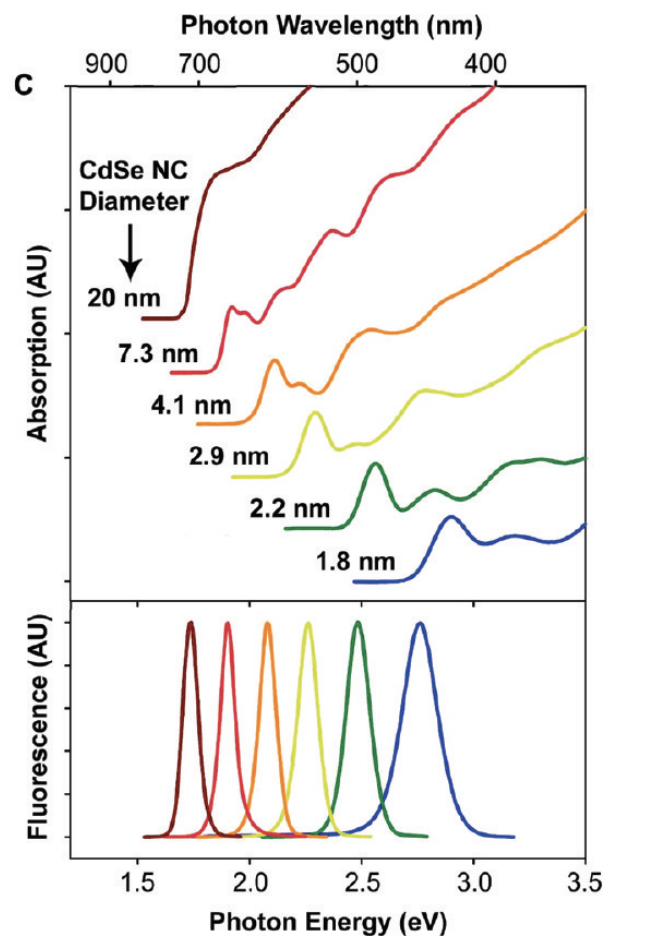 Photon Wavelength (nm)
900 700 500 400
C
CdSe NC
Diameter
20 nm
7.3 nm
4.1 nm
2.9 nm
2.2 nm
1.8 nm
Absorption (AU)
Fluorescence (AU)
1.5 2.0 2.5 3.0 3.5
Photon Energy (eV)